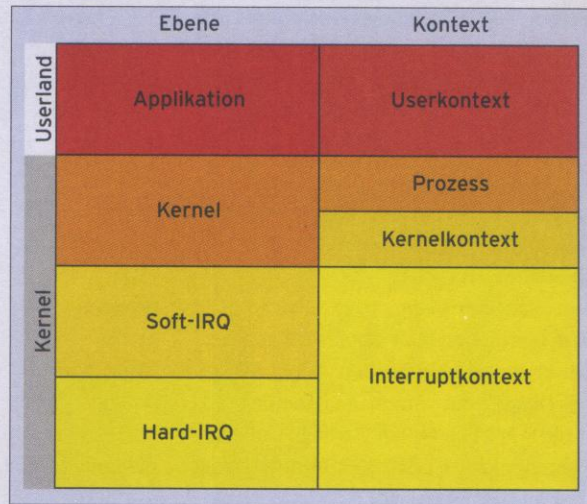 Ebene
Kontext
Userland
Applikation
Userkontext
Kernel
Kernel
Prozess
Kernelkontext
Soft-IRQ
Interruptkontext
Hard-IRQ